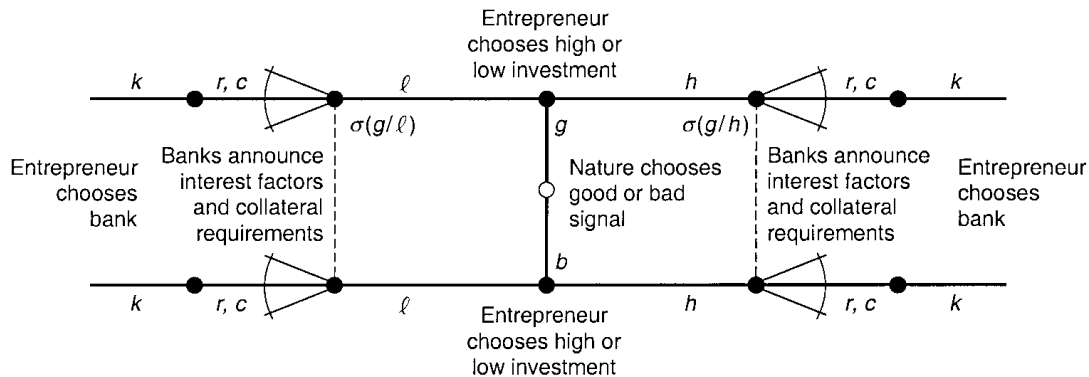 Entrepreneur
chooses high or
low investment
k
r, c
ℓ
h
r, c
k
σ(g/ℓ)
g
σ(g/h)
Entrepreneur
chooses
bank
Banks announce
interest factors
and collateral
requirements
Nature chooses
good or bad
signal
Banks announce
interest factors
and collateral
requirements
Entrepreneur
chooses
bank
b
k
r, c
ℓ
h
r, c
k
Entrepreneur
chooses high or
low investment